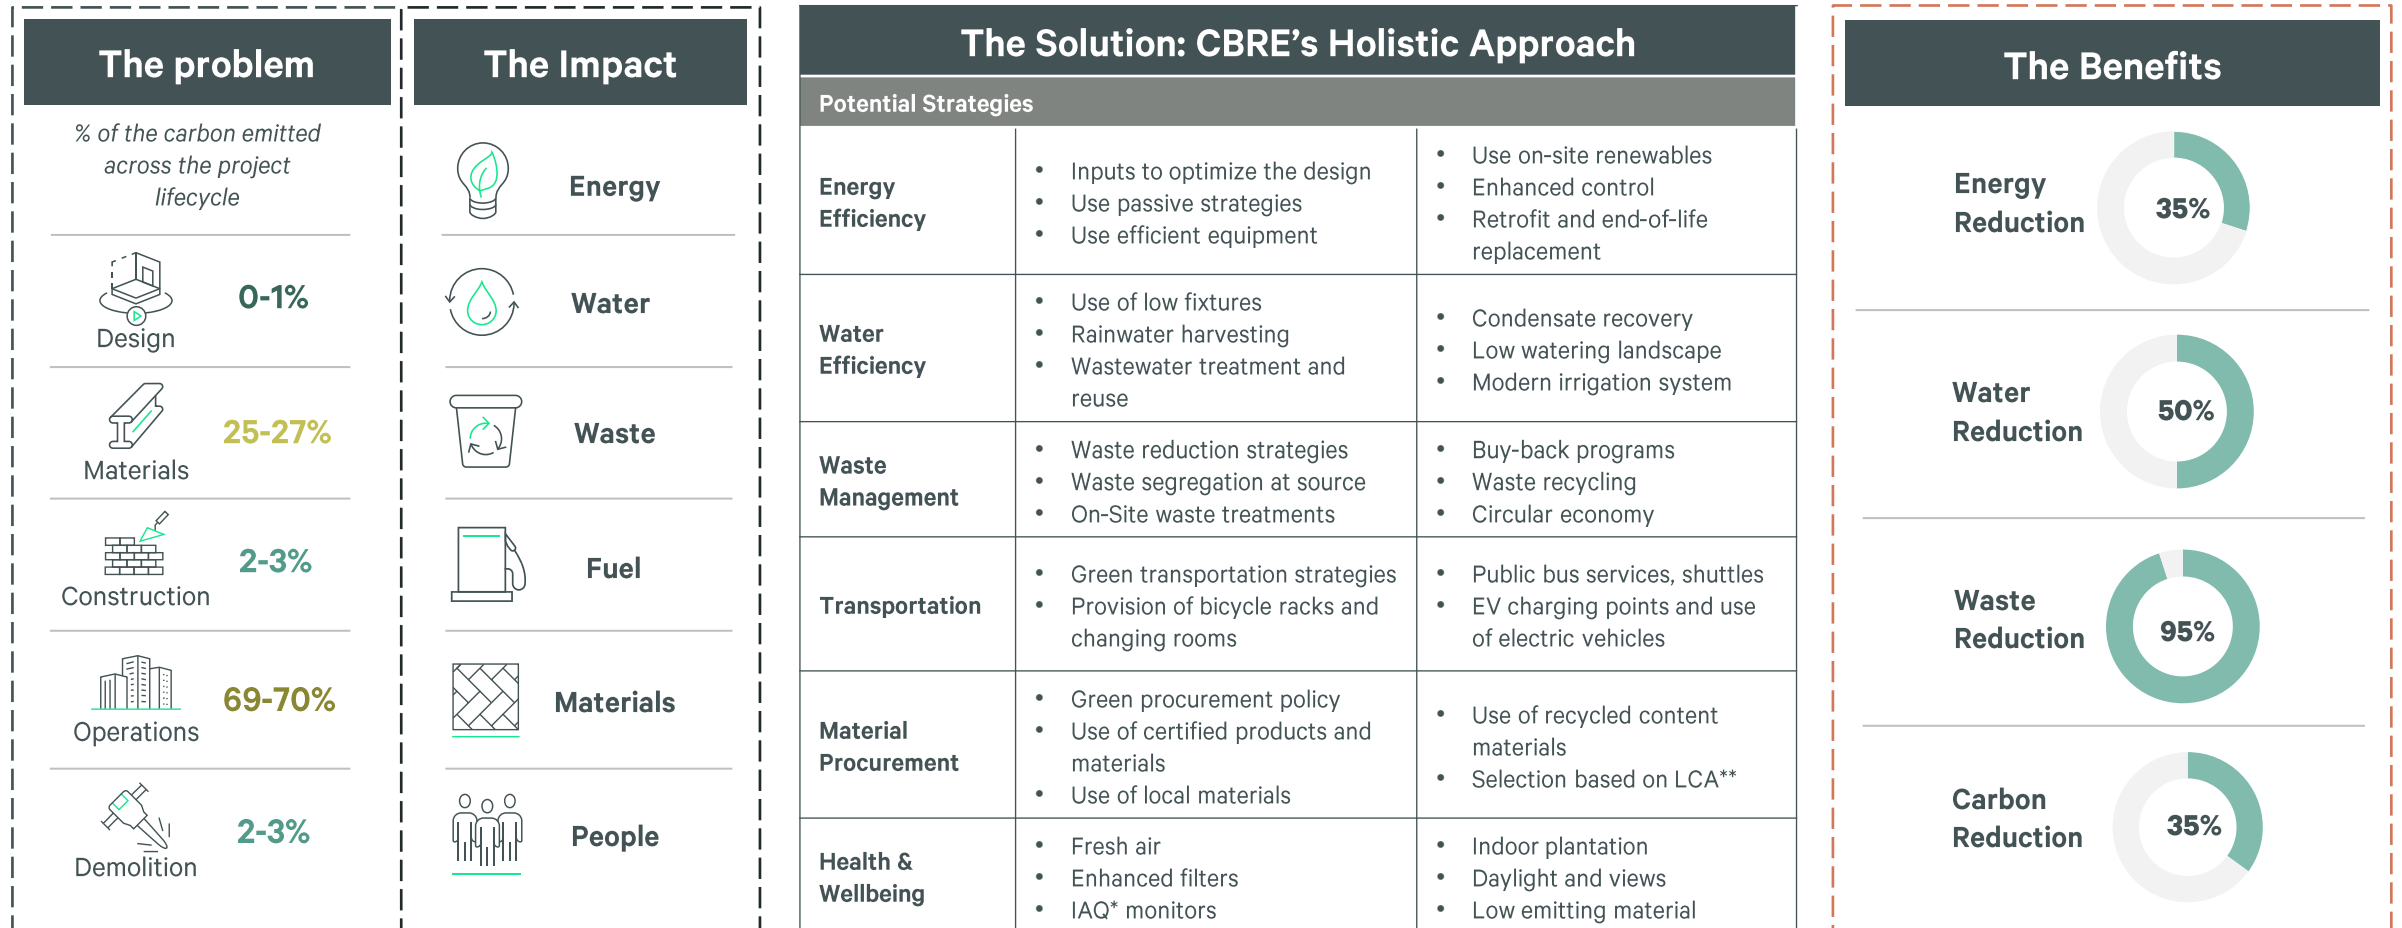 The problem
% of the carbon emitted
across the project
lifecycle
Design
0-1%
Materials
25-27%
Construction
2-3%
Operations
69-70%
Demolition
2-3%
The Impact
Energy
Water
Waste
Fuel
Materials
People
The Solution: CBRE’s Holistic Approach
Potential Strategies
Energy
Efficiency
• Inputs to optimize the design
• Use passive strategies
• Use efficient equipment
• Use on-site renewables
• Enhanced control
• Retrofit and end-of-life
replacement
Water
Efficiency
• Use of low fixtures
• Rainwater harvesting
• Wastewater treatment and
reuse
• Condensate recovery
• Low watering landscape
• Modern irrigation system
Waste
Management
• Waste reduction strategies
• Waste segregation at source
• On-Site waste treatments
• Buy-back programs
• Waste recycling
• Circular economy
Transportation
• Green transportation strategies
• Provision of bicycle racks and
changing rooms
• Public bus services, shuttles
• EV charging points and use
of electric vehicles
Material
Procurement
• Green procurement policy
• Use of certified products and
materials
• Use of local materials
• Use of recycled content
materials
• Selection based on LCA**
Health &
Wellbeing
• Fresh air
• Enhanced filters
• IAQ* monitors
• Indoor plantation
• Daylight and views
• Low emitting material
The Benefits
Energy
Reduction
35%
Water
Reduction
50%
Waste
Reduction
95%
Carbon
Reduction
35%